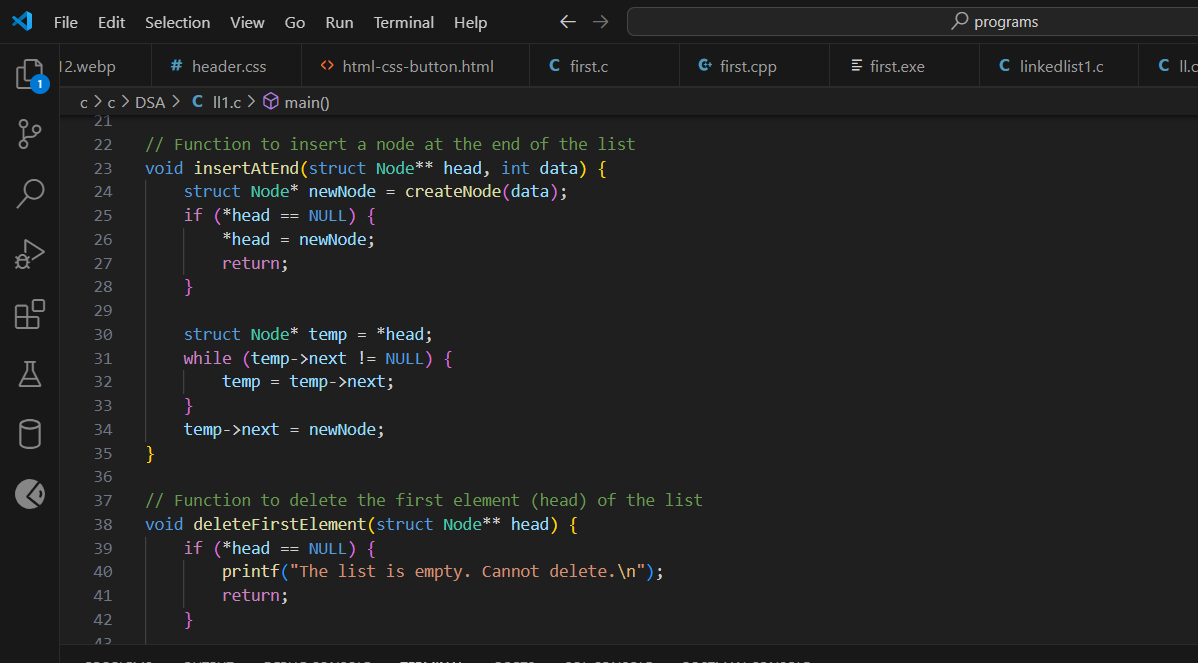 File Edit Selection View Go Run Terminal Help programs
12.webp # header.css <> html-css-button.html C first.c first.cpp first.exe C linkedlist1.c C ll.c
1
c > c > DSA > C ll1.c > main()
21
22 // Function to insert a node at the end of the list
23 void insertAtEnd(struct Node** head, int data) {
24 struct Node* newNode = createNode(data);
25 if (*head == NULL) {
26 *head = newNode;
27 return;
28 }
29
30 struct Node* temp = *head;
31 while (temp->next != NULL) {
32 temp = temp->next;
33 }
34 temp->next = newNode;
35 }
36
37 // Function to delete the first element (head) of the list
38 void deleteFirstElement(struct Node** head) {
39 if (*head == NULL) {
40 printf("The list is empty. Cannot delete.\n");
41 return;
42 }
43